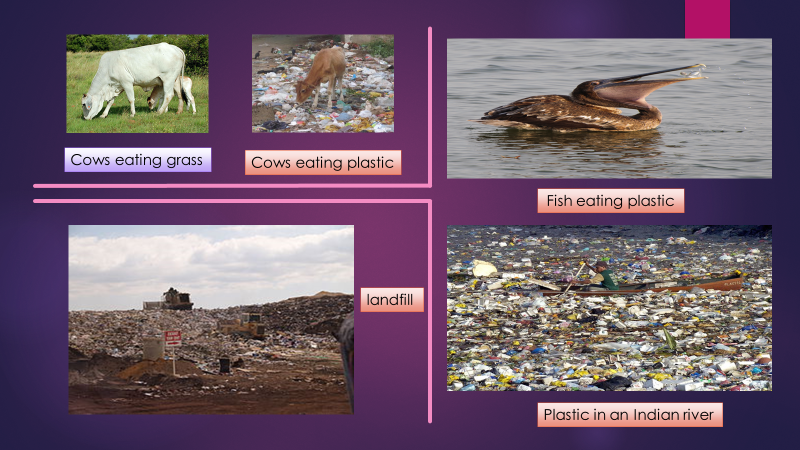 Cows eating grass
Cows eating plastic
Fish eating plastic
landfill
Plastic in an Indian river